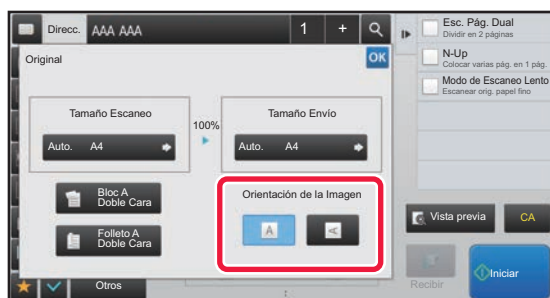 Direcc. AAA AAA 1 +
Original
OK
Tamaño Escaneo
100%
Tamaño Envío
Auto. A4
Auto. A4
Bloc A
Doble Cara
Folleto A
Doble Cara
Orientación de la Imagen
A
A
Otros
Esc. Pág. Dual
Dividir en 2 páginas
N-Up
Colocar varias pág. en 1 pág.
Modo de Escaneo Lento
Escanear orig. papel fino
Vista previa
CA
Recibir
Iniciar